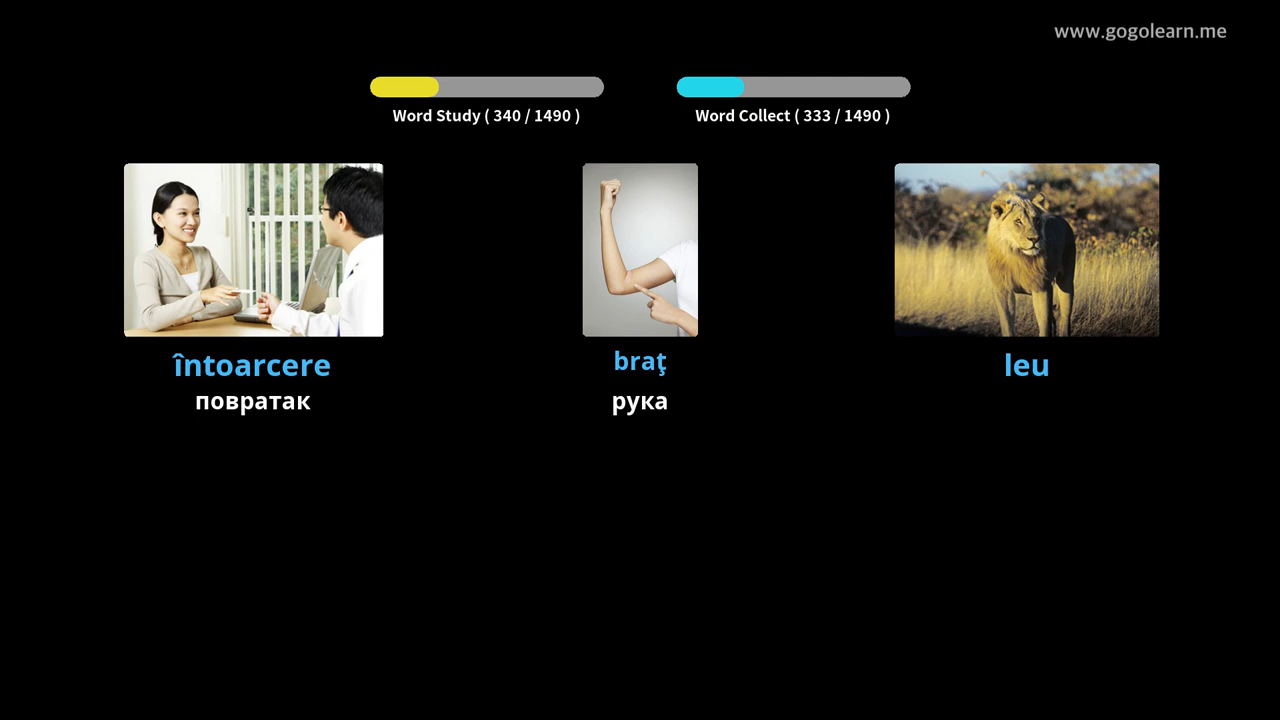 www.gogolearn.me
Word Study ( 340 / 1490 )
Word Collect ( 333 / 1490 )
întoarcere
повратак
braţ
рука
leu